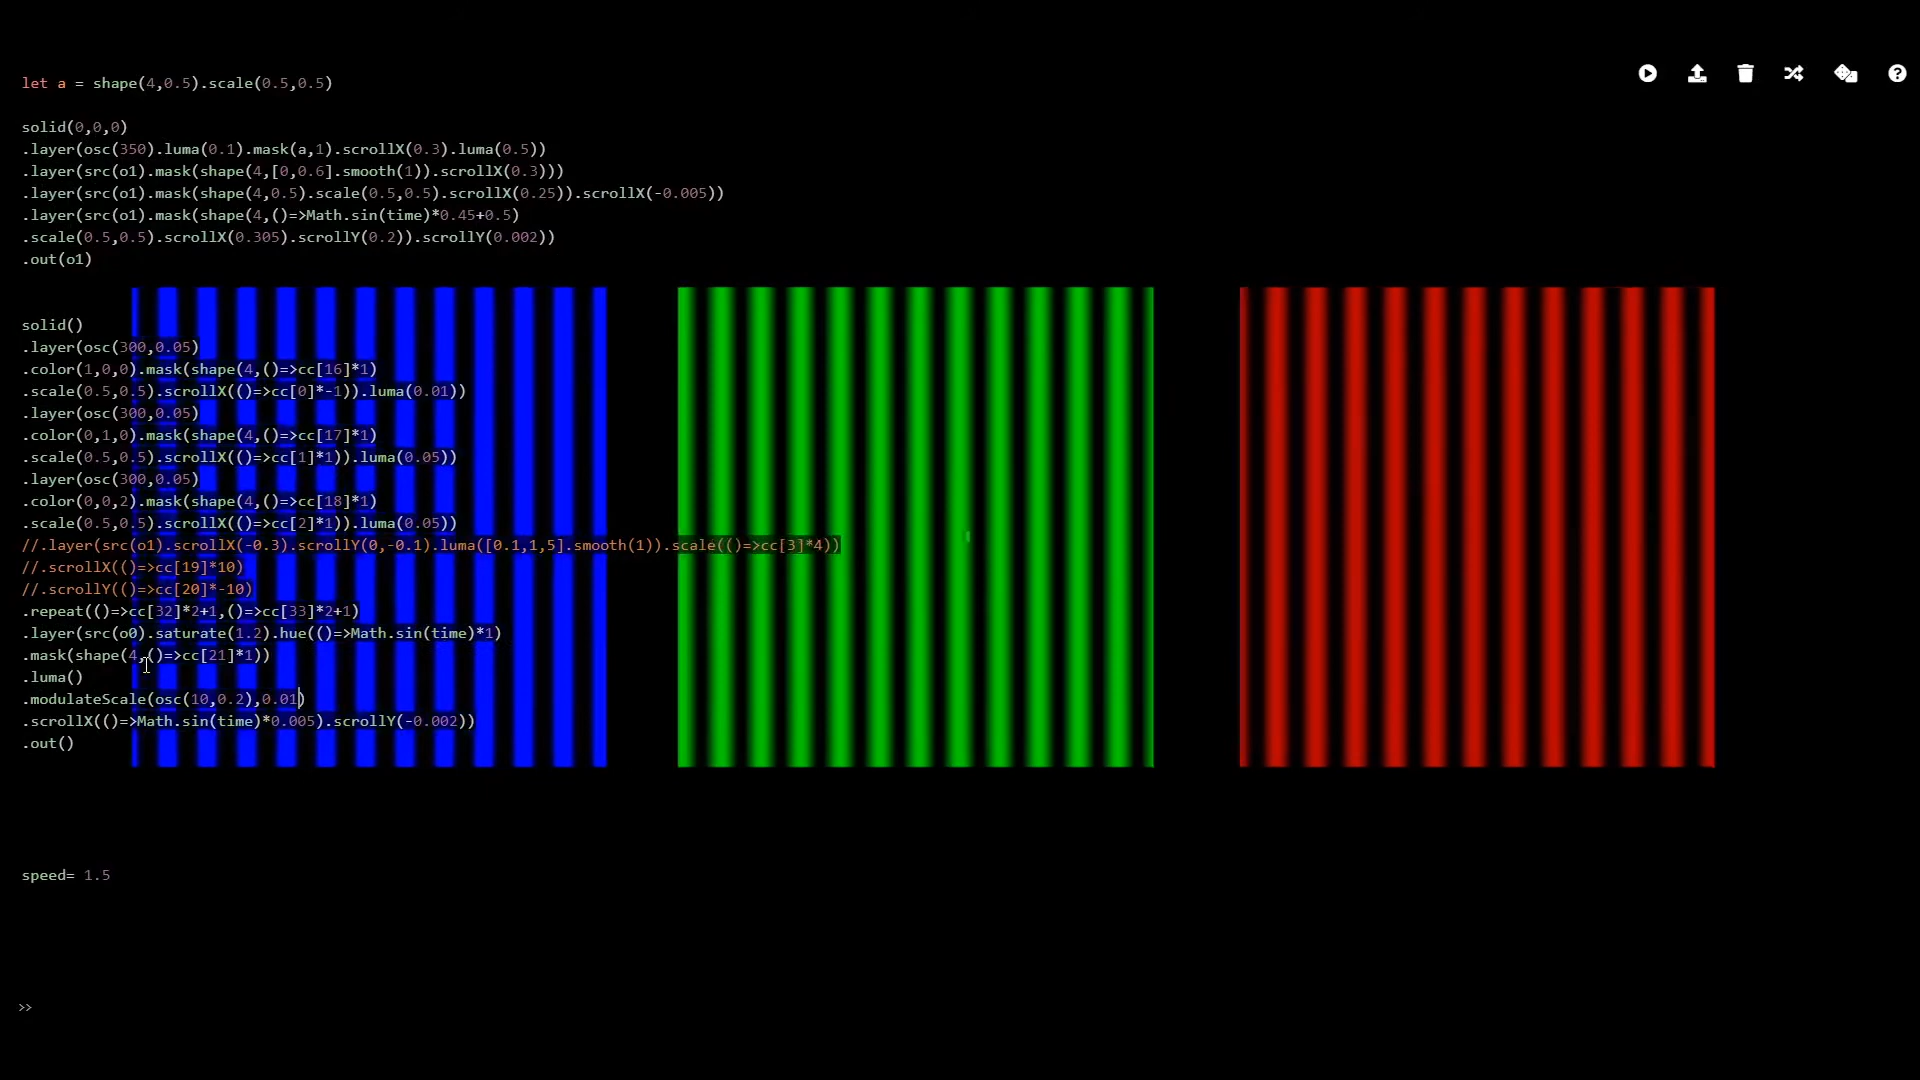 let a = shape(4,0.5).scale(0.5,0.5)
solid(0,0,0)
.layer(osc(350).luma(0.1).mask(a,1).scrollX(0.3).luma(0.5))
.layer(src(o1).mask(shape(4,[0,0.6].smooth(1)).scrollX(0.3)))
.layer(src(o1).mask(shape(4,0.5).scale(0.5,0.5).scrollX(0.25)).scrollX(-0.005))
.layer(src(o1).mask(shape(4,()=>Math.sin(time)*0.45+0.5)
.scale(0.5,0.5).scrollX(0.305).scrollY(0.2)).scrollY(0.002))
.out(o1)
solid()
.layer(osc(300,0.05)
.color(1,0,0).mask(shape(4,()=>cc[16]*1)
.scale(0.5,0.5).scrollX(()=>cc[0]*-1)).luma(0.01))
.layer(osc(300,0.05)
.color(0,1,0).mask(shape(4,()=>cc[17]*1)
.scale(0.5,0.5).scrollX(()=>cc[1]*1)).luma(0.05))
.layer(osc(300,0.05)
.color(0,0,2).mask(shape(4,()=>cc[18]*1)
.scale(0.5,0.5).scrollX(()=>cc[2]*1)).luma(0.05))
//.layer(src(o1).scrollX(-0.3).scrollY(0,-0.1).luma([0.1,1,5].smooth(1)).scale(()=>cc[3]*4))
//.scrollX(()=>cc[19]*10)
//.scrollY(()=>cc[20]*-10)
.repeat(()=>cc[32]*2+1,()=>cc[33]*2+1)
.layer(src(o0).saturate(1.2).hue(()=>Math.sin(time)*1)
.mask(shape(4,()=>cc[21]*1))
.luma()
.modulateScale(osc(10,0.2),0.01)
.scrollX(()=>Math.sin(time)*0.005).scrollY(-0.002))
.out()
speed= 1.5
>>